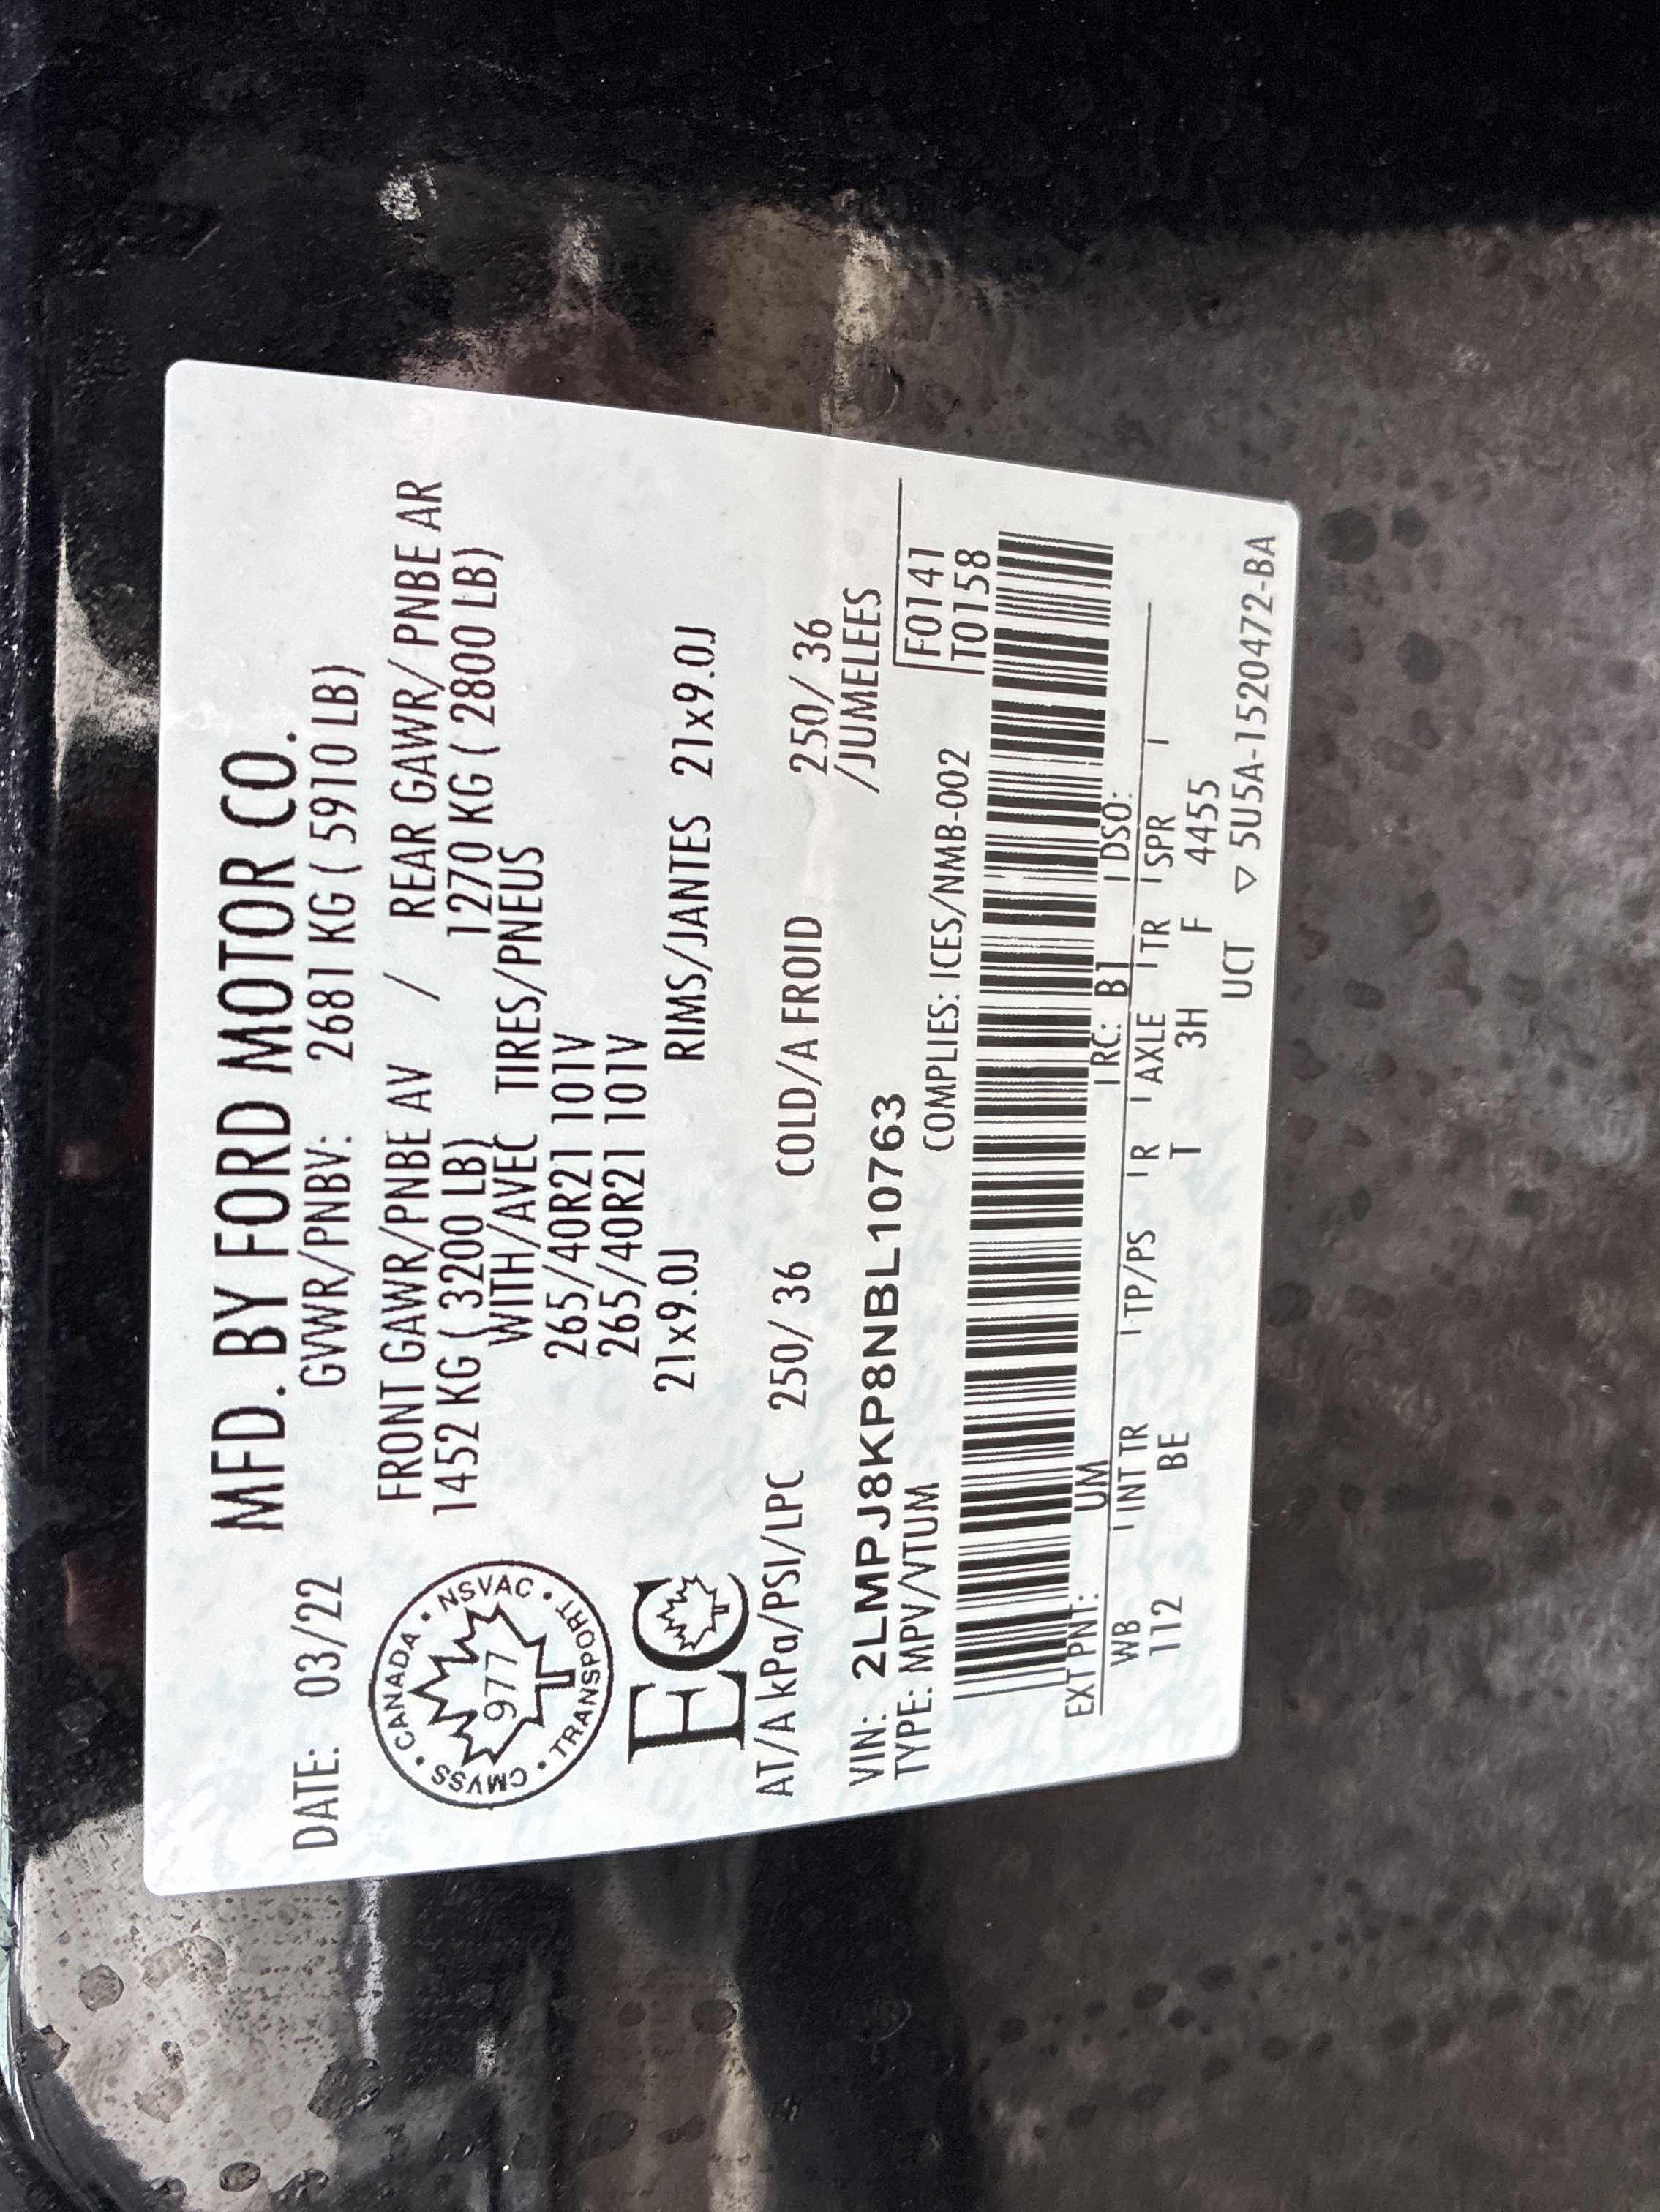 MFD. BY FORD MOTOR CO.
DATE: 03/22 GVWR/PNBV: 2681 KG ( 5910 LB)
FRONT GAWR/PNBE AV / REAR GAWR/PNBE AR
1452 KG ( 3200 LB) 1270 KG ( 2800 LB)
WITH/AVEC TIRES/PNEUS
265/40R21 101V
265/40R21 101V
21x9.0J RIMS/JANTES 21x9.0J
CANADA • NSVAC • TRANSPORT • CMVSS •
977
EC
AT/A kPa/PSI/LPC 250/ 36 COLD/A FROID 250/ 36
/JUMELEES
VIN: 2LMPJ8KP8NBL10763
F0141
TYPE: MPV/VTUM COMPLIES: ICES/NMB-002 T0158
EXT PNT: UM RC: B1 DSO:
WB INT TR TP/PS R AXLE TR SPR
112 BE T 3H F 4455
UCT ▽ 5U5A-1520472-BA